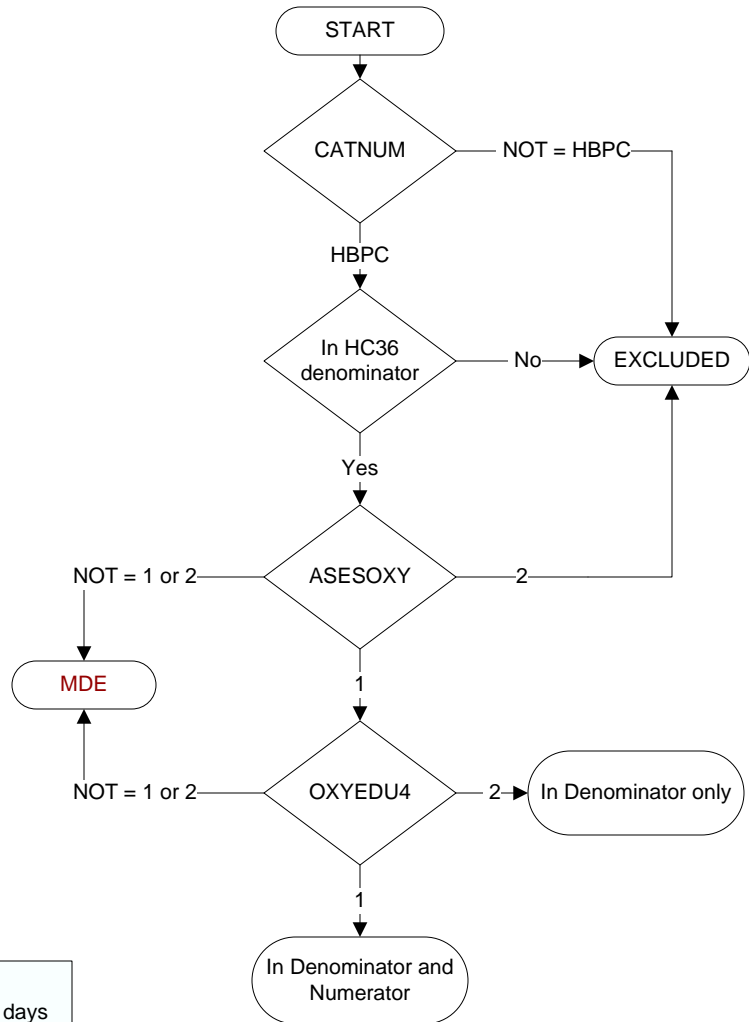 START
CATNUM
NOT = HBPC
HBPC
In HC36
denominator
No
EXCLUDED
Yes
NOT = 1 or 2
ASESOXY
2
MDE
1
NOT = 1 or 2
OXYEDU4
2
In Denominator only
1
In Denominator and
Numerator
days